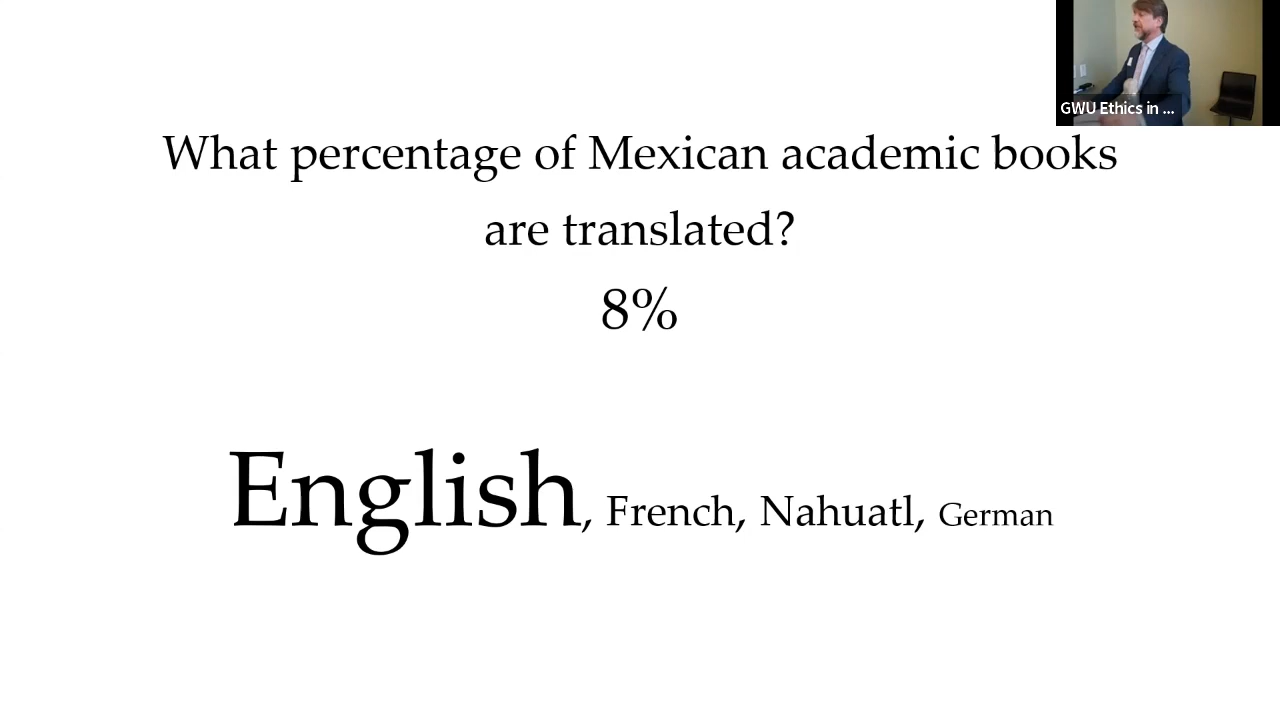 GWU Ethics in ...
What percentage of Mexican academic books
are translated?
8%
English, French, Nahuatl, German